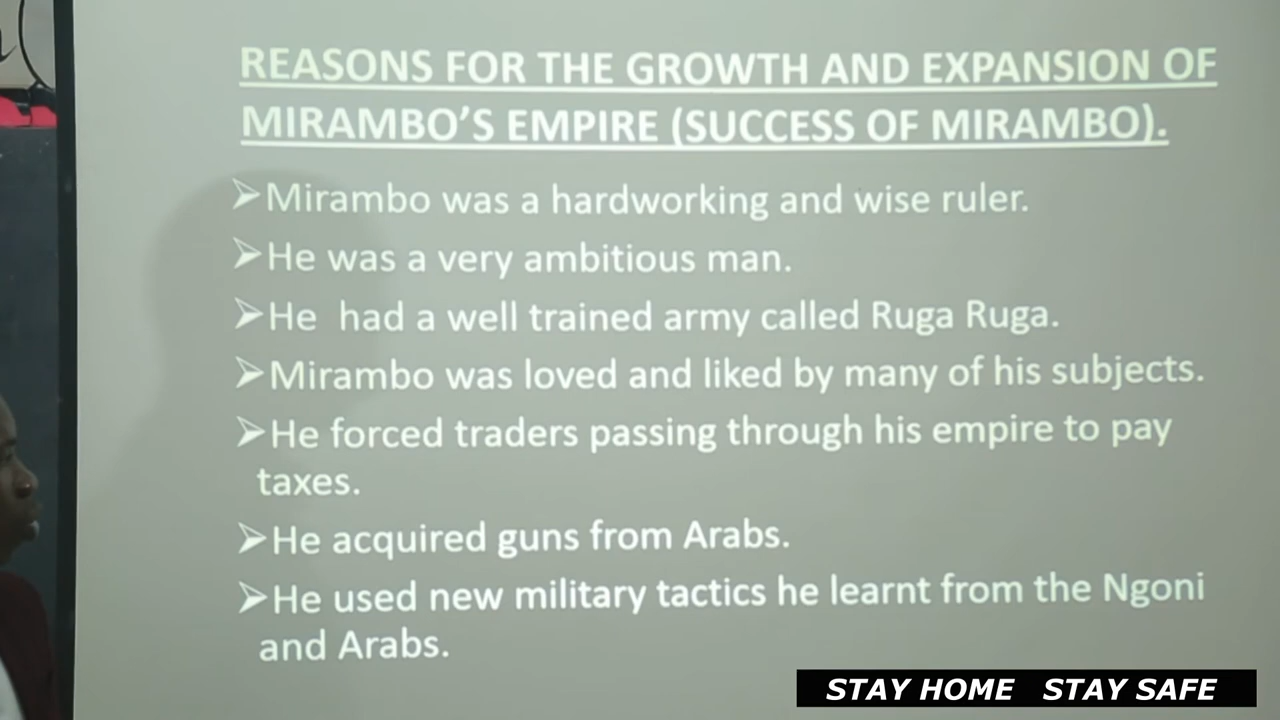 REASONS FOR THE GROWTH AND EXPANSION OF
MIRAMBO'S EMPIRE (SUCCESS OF MIRAMBO).
➢Mirambo was a hardworking and wise ruler.
➢He was a very ambitious man.
➢He had a well trained army called Ruga Ruga.
➢Mirambo was loved and liked by many of his subjects.
➢He forced traders passing through his empire to pay
taxes.
➢He acquired guns from Arabs.
➢He used new military tactics he learnt from the Ngoni
and Arabs.
STAY HOME STAY SAFE